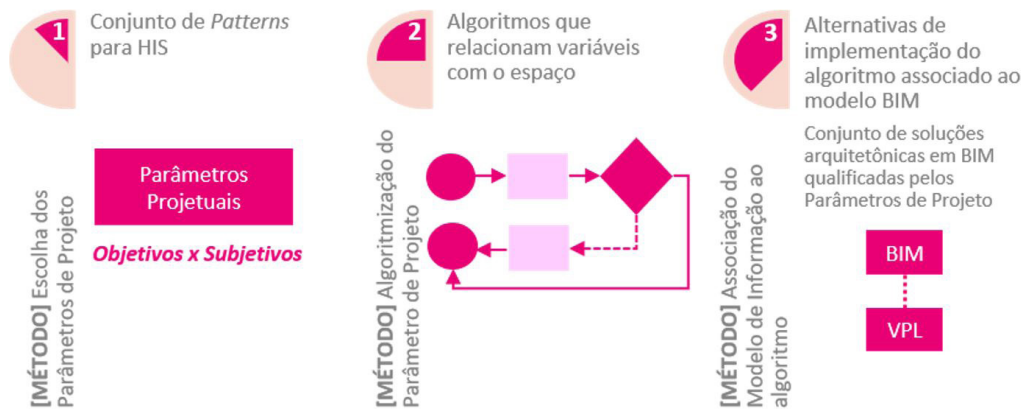 1
Conjunto de Patterns
para HIS
[MÉTODO] Escolha dos
Parâmetros de Projeto
Parâmetros
Projetuais
Objetivos x Subjetivos
2
Algoritmos que
relacionam variáveis
com o espaço
[MÉTODO] Algoritmização do
Parâmetro de Projeto
3
Alternativas de
implementação do
algoritmo associado ao
modelo BIM
[MÉTODO] Associação do
Modelo de Informação ao
algoritmo
Conjunto de soluções
arquitetônicas em BIM
qualificadas pelos
Parâmetros de Projeto
BIM
VPL